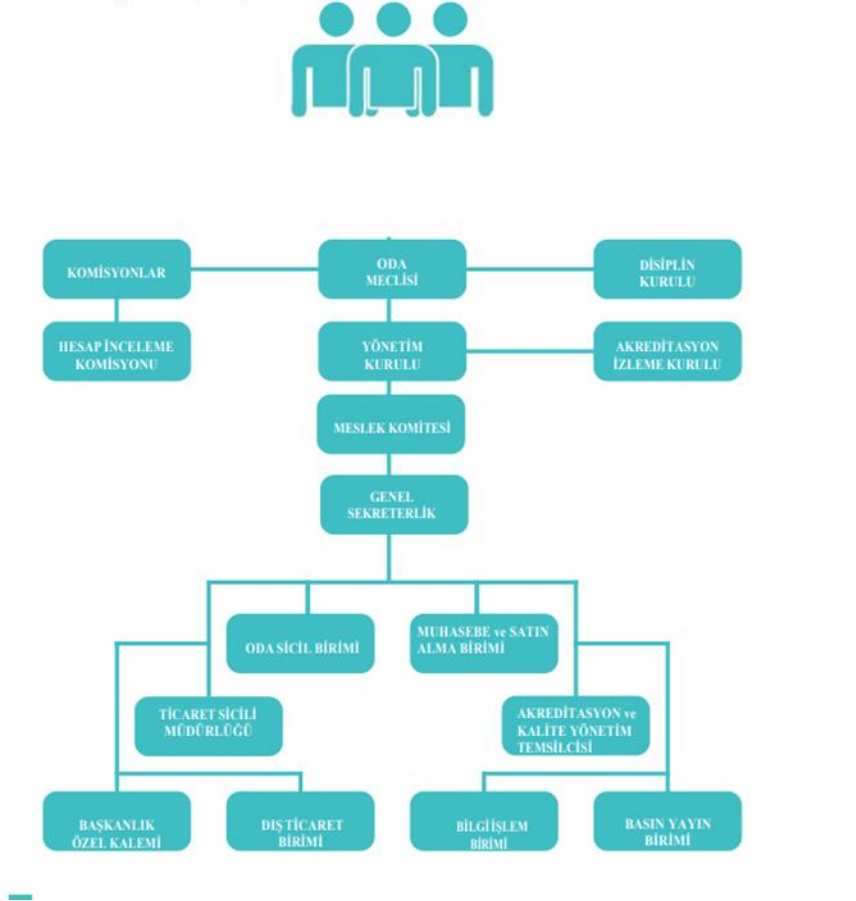 KOMİSYONLAR
ODA
MECLİSİ
DİSİPLİN
KURULU
HESAP İNCELEME
KOMİSYONU
YÖNETİM
KURULU
AKREDİTASYON
İZLEME KURULU
MESLEK KOMİTESİ
GENEL
SEKRETERLİK
ODA SİCİL BİRİMİ
MUHASEBE ve SATIN
ALMA BİRİMİ
TİCARET SİCİLİ
MÜDÜRLÜĞÜ
AKREDİTASYON ve
KALİTE YÖNETİM
TEMSİLCİSİ
BAŞKANLIK
ÖZEL KALEMİ
DIŞ TİCARET
BİRİMİ
BİLGİ İŞLEM
BİRİMİ
BASIN YAYIN
BİRİMİ